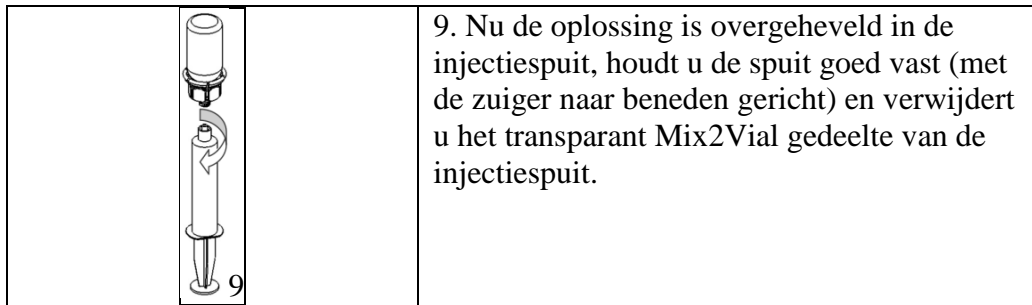 9. Nu de oplossing is overgeheveld in de
injectiespuit, houdt u de spuit goed vast (met
de zuiger naar beneden gericht) en verwijdert
u het transparant Mix2Vial gedeelte van de
injectiespuit.
9